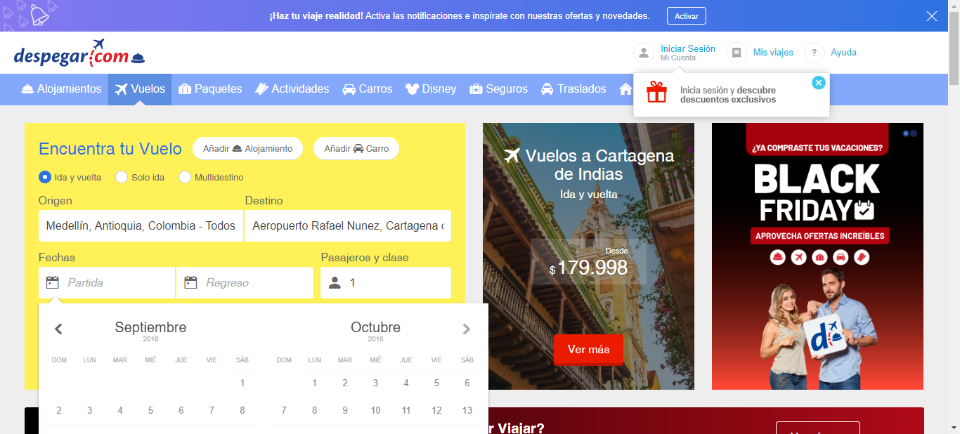 ¡Haz tu viaje realidad! Activa las notificaciones e inspírate con nuestras ofertas y novedades. Activar
despegar.com
Iniciar Sesión
Mi Cuenta
Mis viajes
? Ayuda
Alojamientos Vuelos Paquetes Actividades Carros Disney Seguros Traslados
Inicia sesión y descubre
descuentos exclusivos
Encuentra tu Vuelo
Añadir Alojamiento
Añadir Carro
Ida y vuelta Solo ida Multidestino
Origen Destino
Medellín, Antioquia, Colombia - Todos
Aeropuerto Rafael Nunez, Cartagena
Fechas Pasajeros y clase
Partida Regreso 1
Septiembre
2018
DOM LUN MAR MIÉ JUE VIE SÁB
1
2 3 4 5 6 7 8
Octubre
2018
DOM LUN MAR MIÉ JUE VIE SÁB
1 2 3 4 5 6
7 8 9 10 11 12 13
Vuelos a Cartagena
de Indias
Ida y vuelta
Desde
$179.998
Ver más
¿YA COMPRASTE TUS VACACIONES?
BLACK
FRIDAY
APROVECHA OFERTAS INCREÍBLES
d
Viajar?